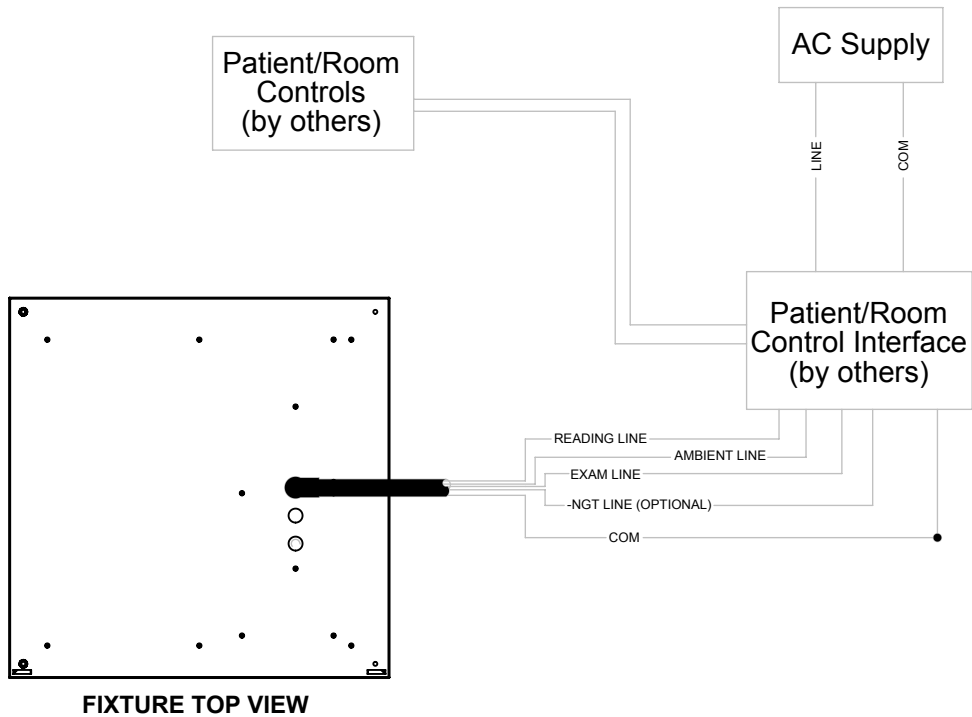 AC Supply
Patient/Room
Controls
(by others)
LINE
COM
Patient/Room
Control Interface
(by others)
READING LINE
AMBIENT LINE
EXAM LINE
-NGT LINE (OPTIONAL)
COM
FIXTURE TOP VIEW